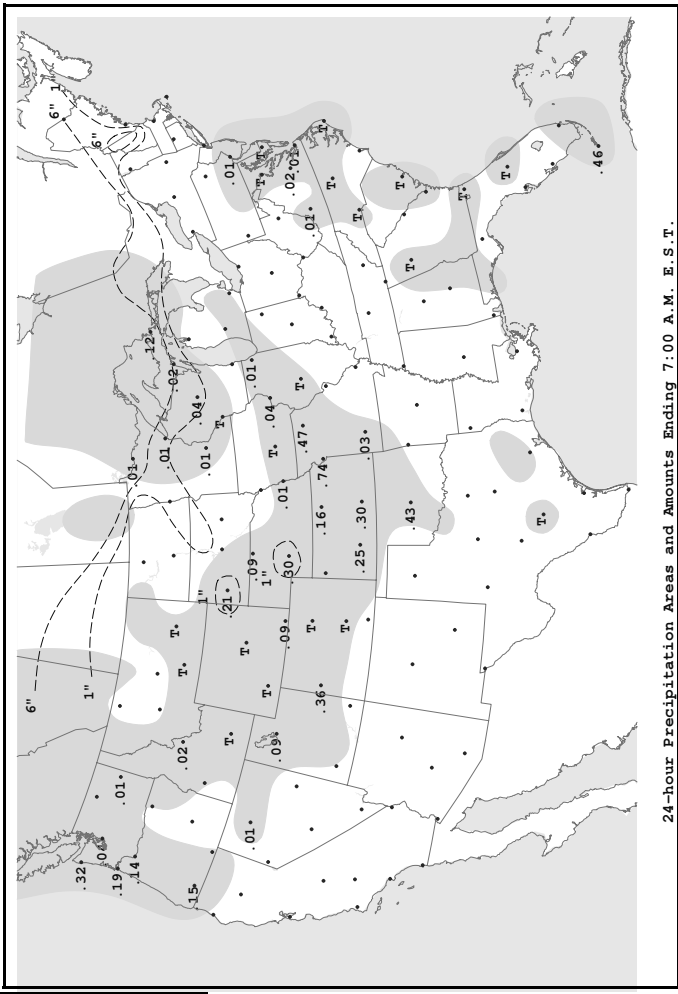 6"
6"
1"
.32
1"
6"
.04
.19
.01
.14
.01
.12
.01
.02
T
.02
T
.15
.04
1"
.01
T
T
.21
.01
T
.01
.09
.01
T
T
T
1"
.04
T
.09
.09
.01
.30
.02
.01
T
.47
.01
T
.36
.16
.74
T
T
T
T
.25
.30
.03
T
.43
T
T
T
T
.46
24-hour Precipitation Areas and Amounts Ending 7:00 A.M. E.S.T.